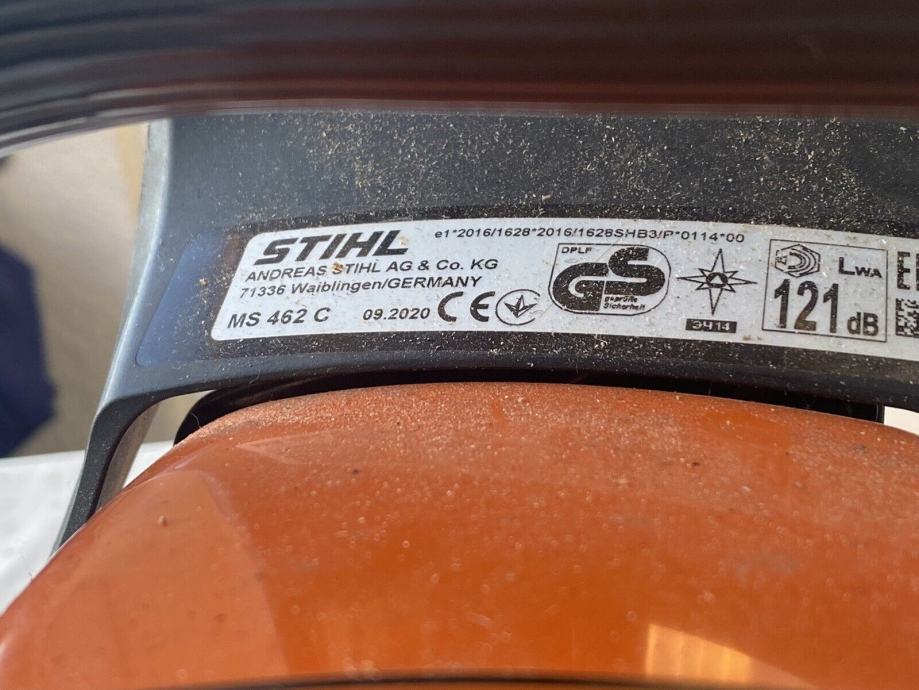 e1*2016/1628*2016/1628SHB3/P*0114*00
STIHL
ANDREAS STIHL AG & Co. KG
71336 Waiblingen/GERMANY
MS 462 C
09.2020
CE
DPLF
GS
geprüfte
Sicherheit
ЭЧ14
LWA
121 dB